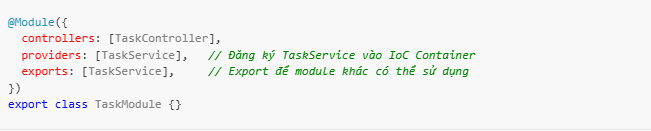 @Module({
  controllers: [TaskController],
  providers: [TaskService],   // Đăng ký TaskService vào IoC Container
  exports: [TaskService],     // Export để module khác có thể sử dụng
})
export class TaskModule {}